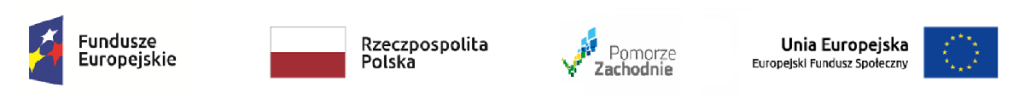 Fundusze
Europejskie
Rzeczpospolita
Polska
Pomorze
Zachodnie
Unia Europejska
Europejski Fundusz Społeczny